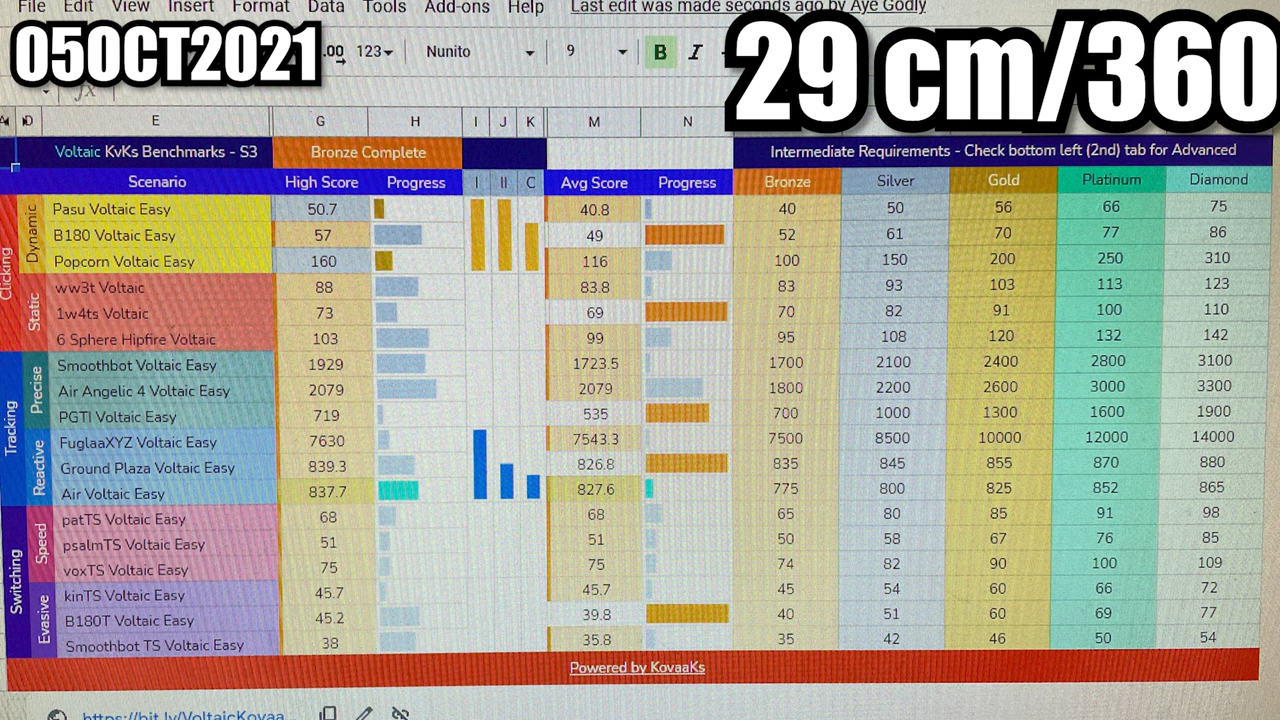 File Edit View Insert Format Data Tools Add-ons Help Last edit was made seconds ago by Aye Godly
05OCT2021
29 cm/360
.00 123 Nunito 9 B I
fx
E G H I J K M N
Voltaic KvKs Benchmarks - S3 Bronze Complete Intermediate Requirements - Check bottom left (2nd) tab for Advanced
Scenario High Score Progress I II C Avg Score Progress Bronze Silver Gold Platinum Diamond
Clicking
Dynamic
Pasu Voltaic Easy 50.7 40.8 40 50 56 66 75
B180 Voltaic Easy 57 49 52 61 70 77 86
Popcorn Voltaic Easy 160 116 100 150 200 250 310
Static
ww3t Voltaic 88 83.8 83 93 103 113 123
1w4ts Voltaic 73 69 70 82 91 100 110
6 Sphere Hipfire Voltaic 103 99 95 108 120 132 142
Tracking
Precise
Smoothbot Voltaic Easy 1929 1723.5 1700 2100 2400 2800 3100
Air Angelic 4 Voltaic Easy 2079 2079 1800 2200 2600 3000 3300
PGTI Voltaic Easy 719 535 700 1000 1300 1600 1900
Reactive
FuglaaXYZ Voltaic Easy 7630 7543.3 7500 8500 10000 12000 14000
Ground Plaza Voltaic Easy 839.3 826.8 835 845 855 870 880
Air Voltaic Easy 837.7 827.6 775 800 825 852 865
Switching
Speed
patTS Voltaic Easy 68 68 65 80 85 91 98
psalmTS Voltaic Easy 51 51 50 58 67 76 85
voxTS Voltaic Easy 75 75 74 82 90 100 109
Evasive
kinTS Voltaic Easy 45.7 45.7 45 54 60 66 72
B180T Voltaic Easy 45.2 39.8 40 51 60 69 77
Smoothbot TS Voltaic Easy 38 35.8 35 42 46 50 54
Powered by KovaaKs
https://bit.ly/VoltaicKovaa...